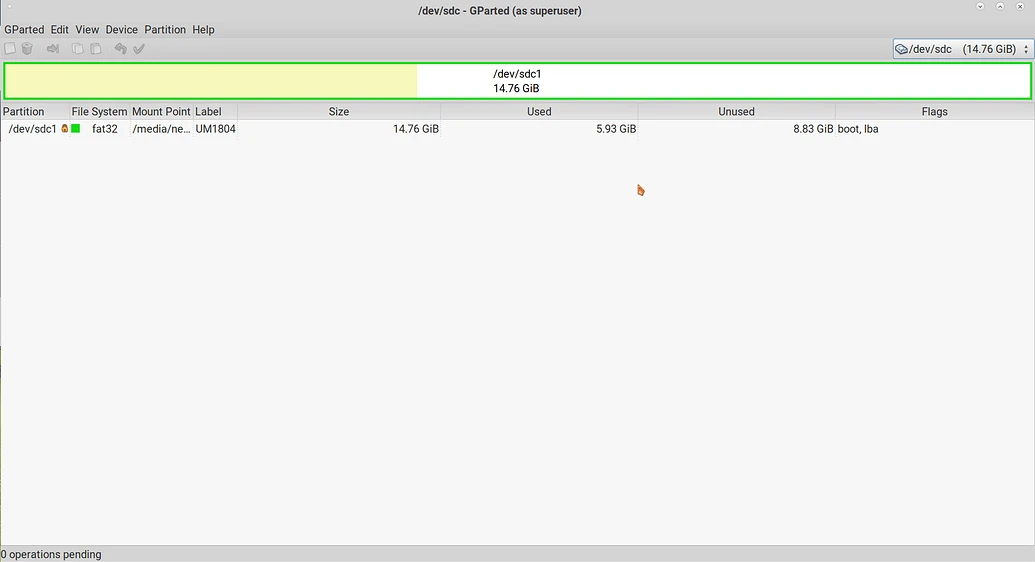 /dev/sdc - GParted (as superuser)
GParted Edit View Device Partition Help
/dev/sdc (14.76 GiB)
/dev/sdc1
14.76 GiB
Partition File System Mount Point Label Size Used Unused Flags
/dev/sdc1 fat32 /media/ne... UM1804 14.76 GiB 5.93 GiB 8.83 GiB boot, lba
0 operations pending